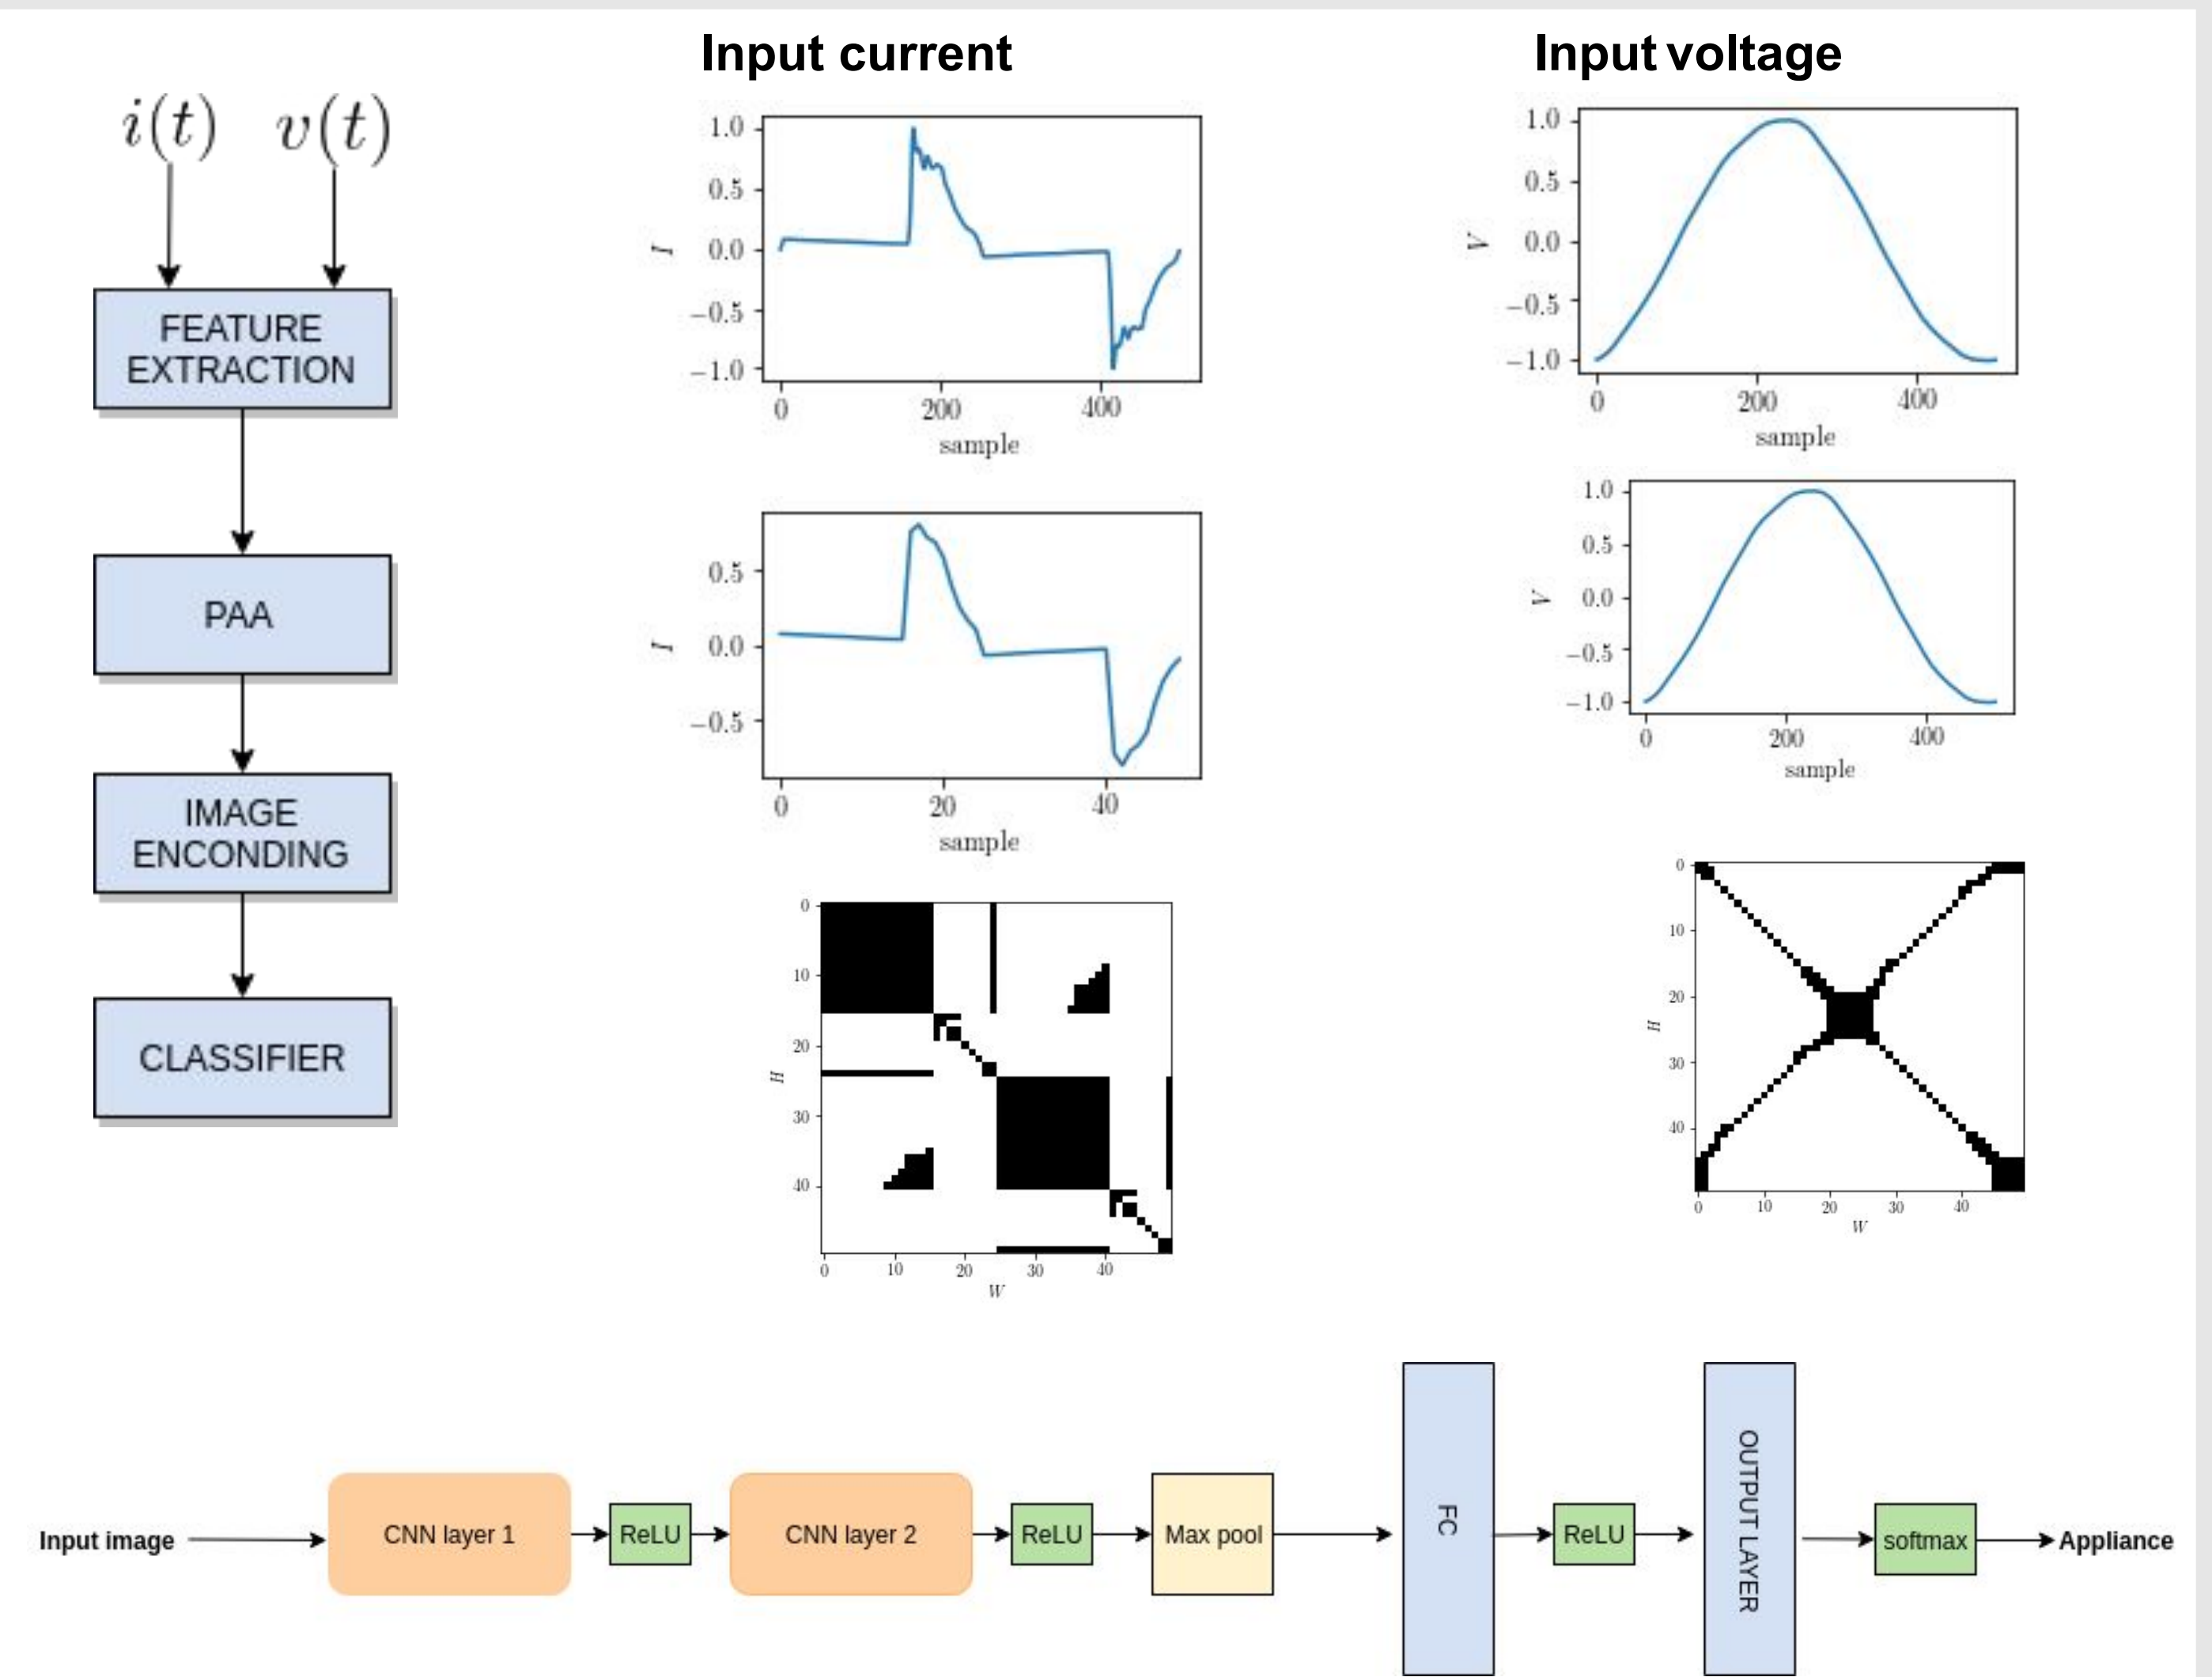 Input current
Input voltage
i(t) v(t)
FEATURE
EXTRACTION
PAA
IMAGE
ENCONDING
CLASSIFIER
1.0
0.5
0.0
−0.5
−1.0
I
0
200
400
sample
1.0
0.5
0.0
−0.5
−1.0
V
0
200
400
sample
0.5
0.0
−0.5
I
0
20
40
sample
1.0
0.5
0.0
−0.5
−1.0
V
0
200
400
sample
0
10
20
30
40
H
0
10
20
30
40
W
0
10
20
30
40
H
0
10
20
30
40
W
Input image
CNN layer 1
ReLU
CNN layer 2
ReLU
Max pool
FC
ReLU
OUTPUT LAYER
softmax
Appliance